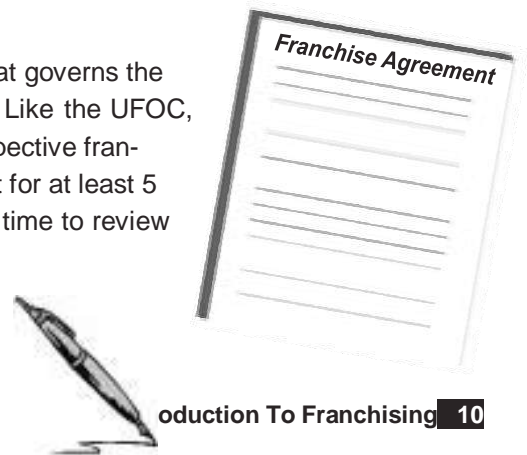 Franchise Agreement
at governs the
Like the UFOC,
pective fran-
t for at least 5
time to review
oduction To Franchising 10